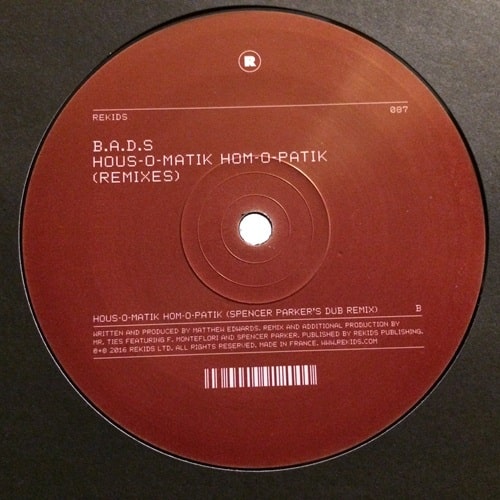 R
REKIDS 087
B.A.D.S
HOUS-O-MATIK HOM-O-PATIK
(REMIXES)
HOUS-O-MATIK HOM-O-PATIK (SPENCER PARKER'S DUB REMIX) B
WRITTEN AND PRODUCED BY MATTHEW EDWARDS. REMIX AND ADDITIONAL PRODUCTION BY
MR. TIES FEATURING F. MONTEFLORI AND SPENCER PARKER. PUBLISHED BY REKIDS PUBLISHING.
℗+© 2016 REKIDS LTD. ALL RIGHTS RESERVED. MADE IN FRANCE. WWW.REKIDS.COM